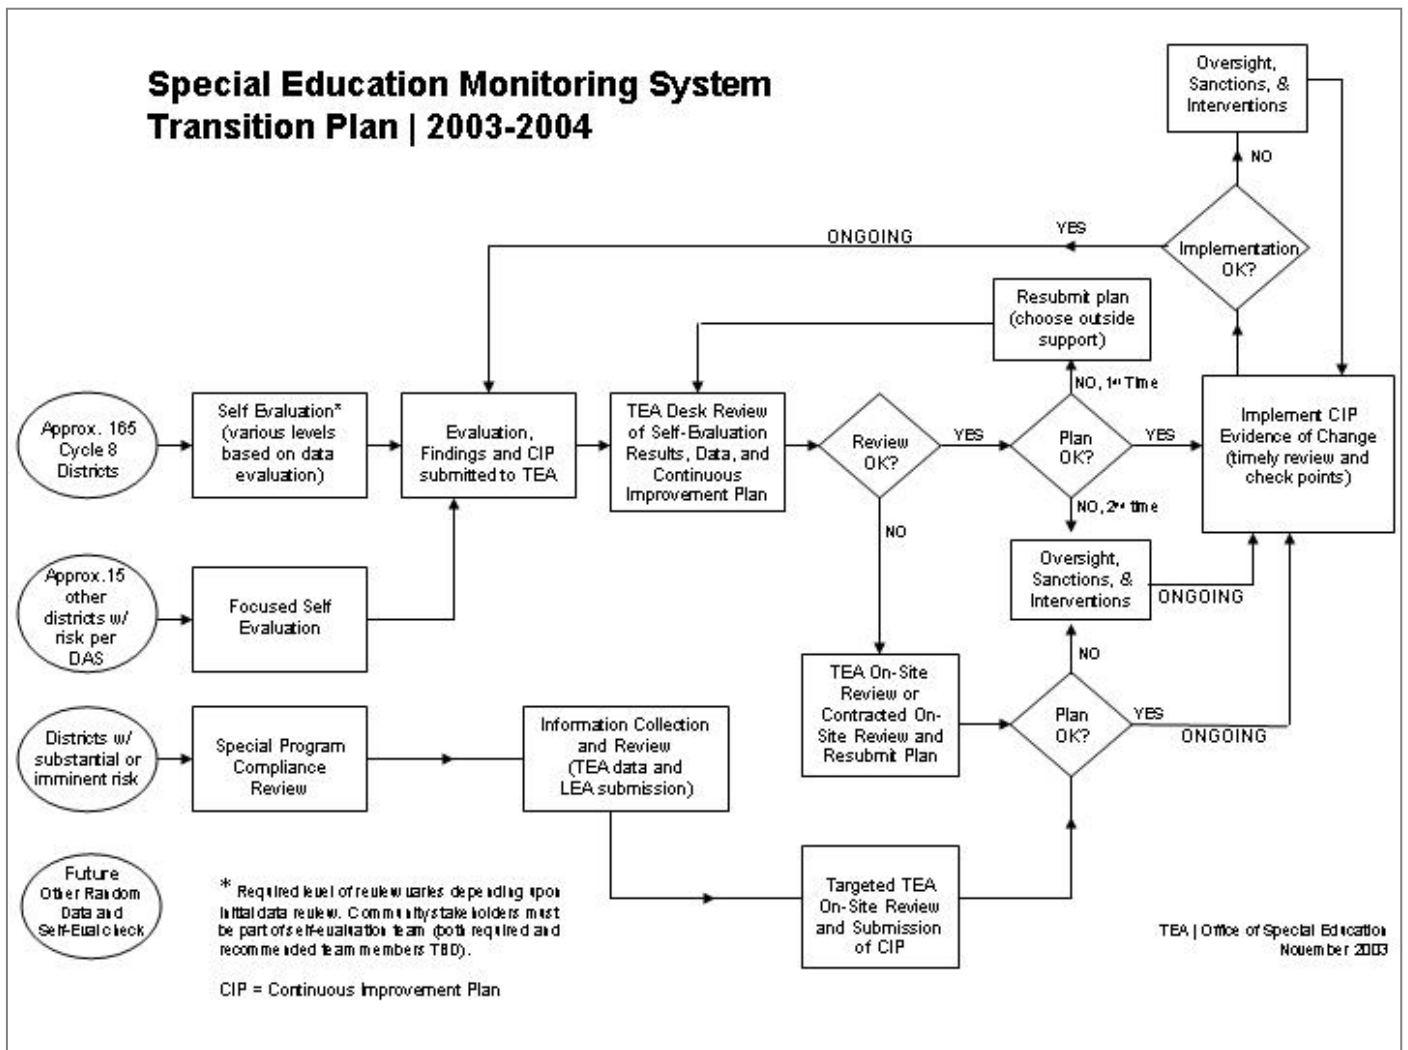 Special Education Monitoring System
Transition Plan | 2003-2004
Oversight,
Sanctions, &
Interventions
NO
Implementation
OK?
YES
ONGOING
Resubmit plan
(choose outside
support)
NO, 1st Time
Approx. 165
Cycle 8
Districts
Self Evaluation*
(various levels
based on data
evaluation)
Evaluation,
Findings and CIP
submitted to TEA
TEA Desk Review
of Self-Evaluation
Results, Data, and
Continuous
Improvement Plan
Review
OK?
YES
Plan
OK?
YES
Implement CIP
Evidence of Change
(timely review and
check points)
NO
NO, 2nd time
Approx.15
other
districts w/
risk per
DAS
Focused Self
Evaluation
Oversight,
Sanctions, &
Interventions
ONGOING
NO
TEA On-Site
Review or
Contracted On-
Site Review and
Resubmit Plan
Plan
OK?
YES
ONGOING
Districts w/
substantial or
imminent risk
Special Program
Compliance
Review
Information Collection
and Review
(TEA data and
LEA submission)
Future
Other Random
Data and
Self-Eval check
* Required level of review varies depending upon
initial data review. Community stakeholders must
be part of self-evaluation team (both required and
recommended team members TBD).
CIP = Continuous Improvement Plan
Targeted TEA
On-Site Review
and Submission
of CIP
TEA | Office of Special Education
November 2003